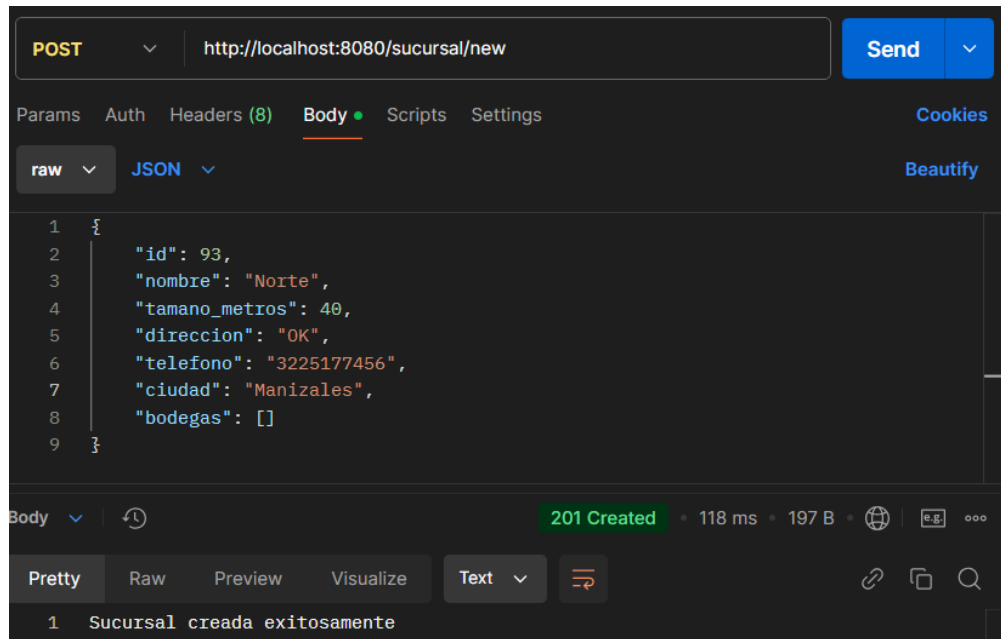 POST http://localhost:8080/sucursal/new Send
Params Auth Headers (8) Body Scripts Settings Cookies
raw JSON Beautify
1 {
2 "id": 93,
3 "nombre": "Norte",
4 "tamano_metros": 40,
5 "direccion": "OK",
6 "telefono": "3225177456",
7 "ciudad": "Manizales",
8 "bodegas": []
9 }
Body 201 Created 118 ms 197 B e.g.
Pretty Raw Preview Visualize Text
1 Sucursal creada exitosamente